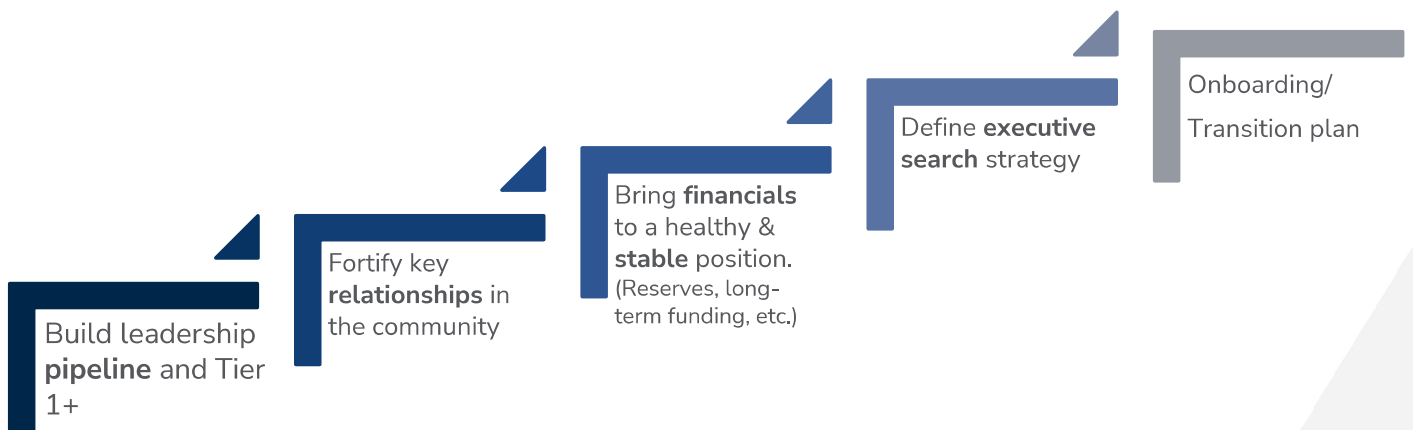 Build leadership
pipeline and Tier
1+
Fortify key
relationships in
the community
Bring financials
to a healthy &
stable position.
(Reserves, long-
term funding, etc.)
Define executive
search strategy
Onboarding/
Transition plan